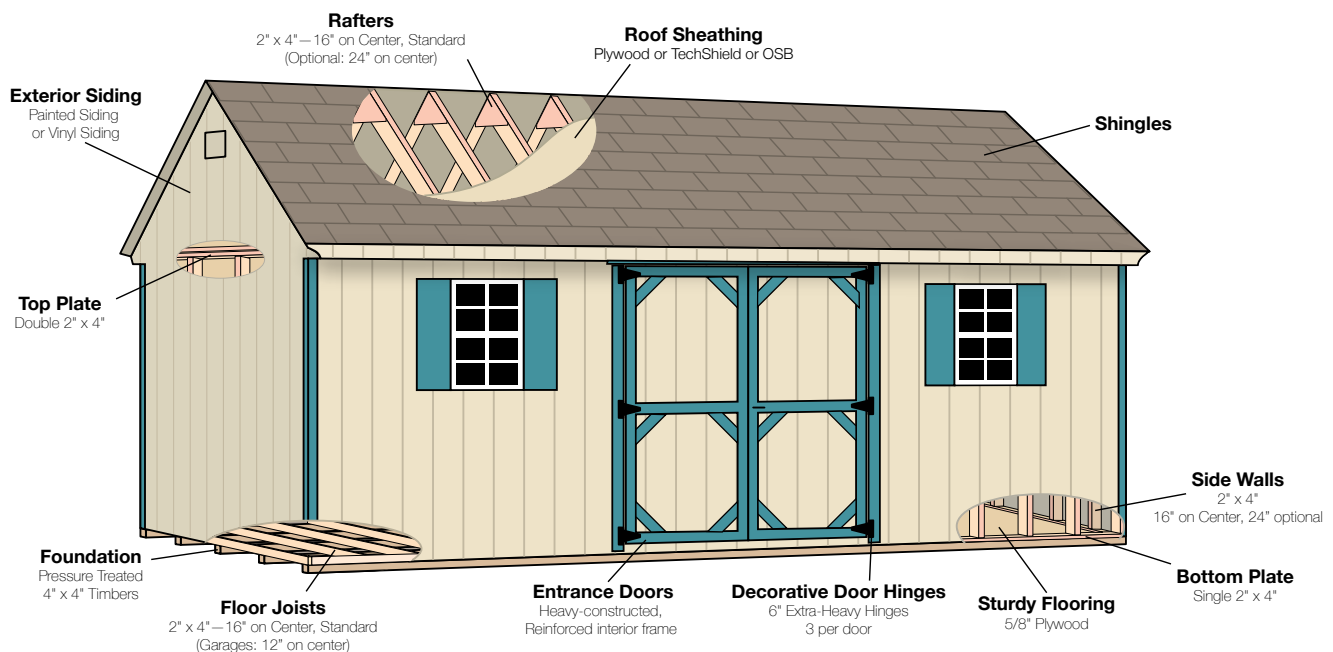 Rafters
2" x 4"—16" on Center, Standard
(Optional: 24" on center)
Roof Sheathing
Plywood or TechShield or OSB
Exterior Siding
Painted Siding
or Vinyl Siding
Shingles
Top Plate
Double 2" x 4"
Side Walls
2" x 4"
16" on Center, 24" optional
Foundation
Pressure Treated
4" x 4" Timbers
Floor Joists
2" x 4"—16" on Center, Standard
(Garages: 12" on center)
Entrance Doors
Heavy-constructed,
Reinforced interior frame
Decorative Door Hinges
6" Extra-Heavy Hinges
3 per door
Sturdy Flooring
5/8" Plywood
Bottom Plate
Single 2" x 4"